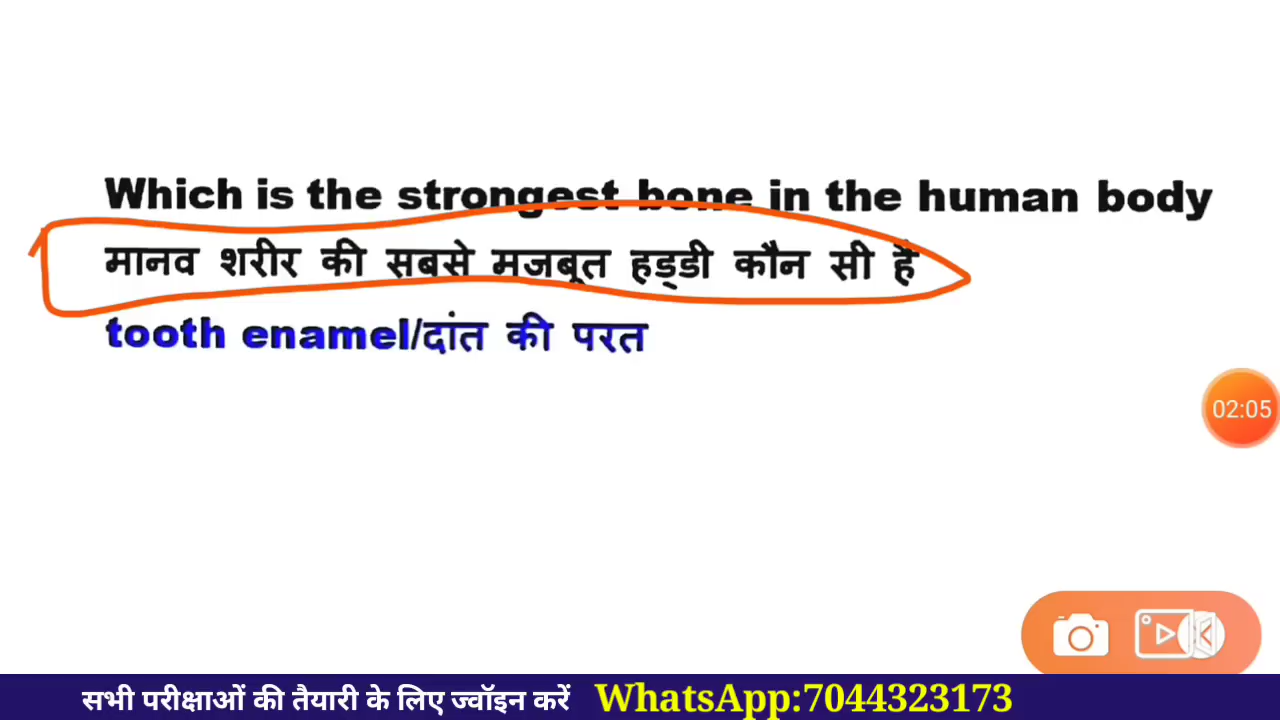 Which is the strongest bone in the human body
मानव शरीर की सबसे मजबूत हड्डी कौन सी है
tooth enamel/दांत की परत
02:05
सभी परीक्षाओं की तैयारी के लिए ज्वॉइन करें WhatsApp:7044323173